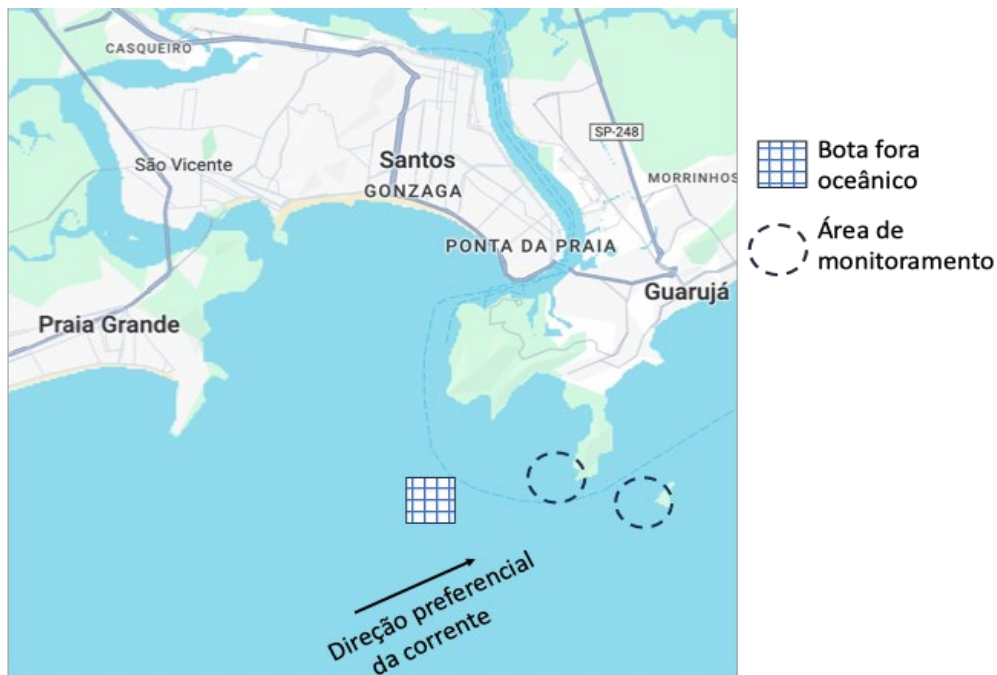 CASQUEIRO
SP-248
Bota fora
oceânico
São Vicente
Santos
GONZAGA
MORRINHOS
Área de
monitoramento
PONTA DA PRAIA
Guarujá
Praia Grande
Direção preferencial
da corrente